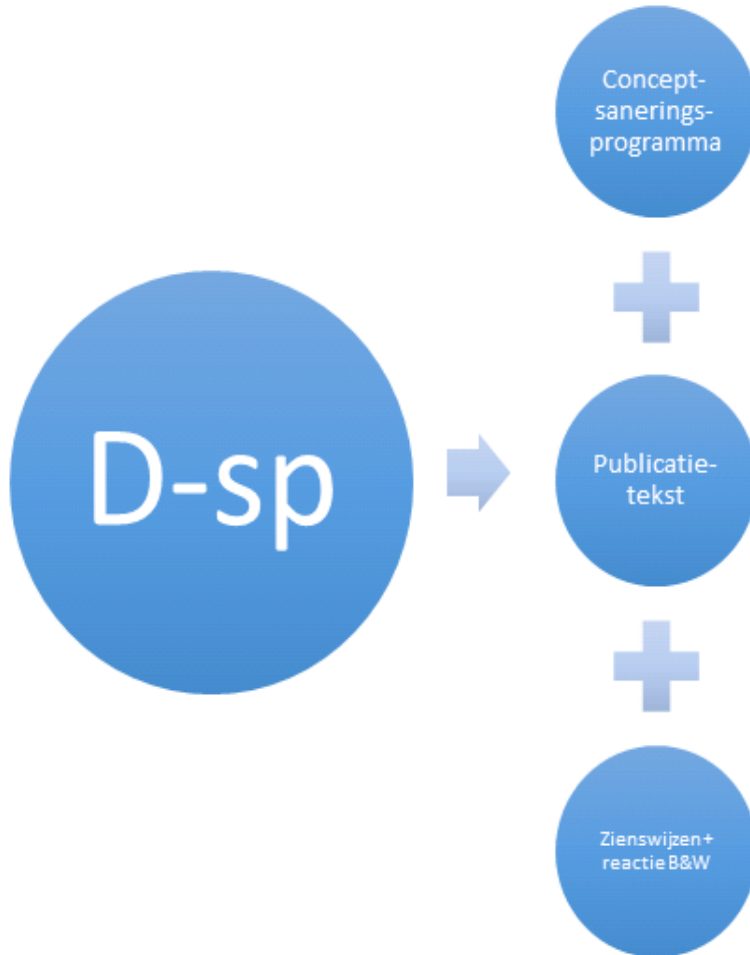 D-sp
Concept-
sanerings-
programma
Publicatie-
tekst
Zienswijzen +
reactie B&W